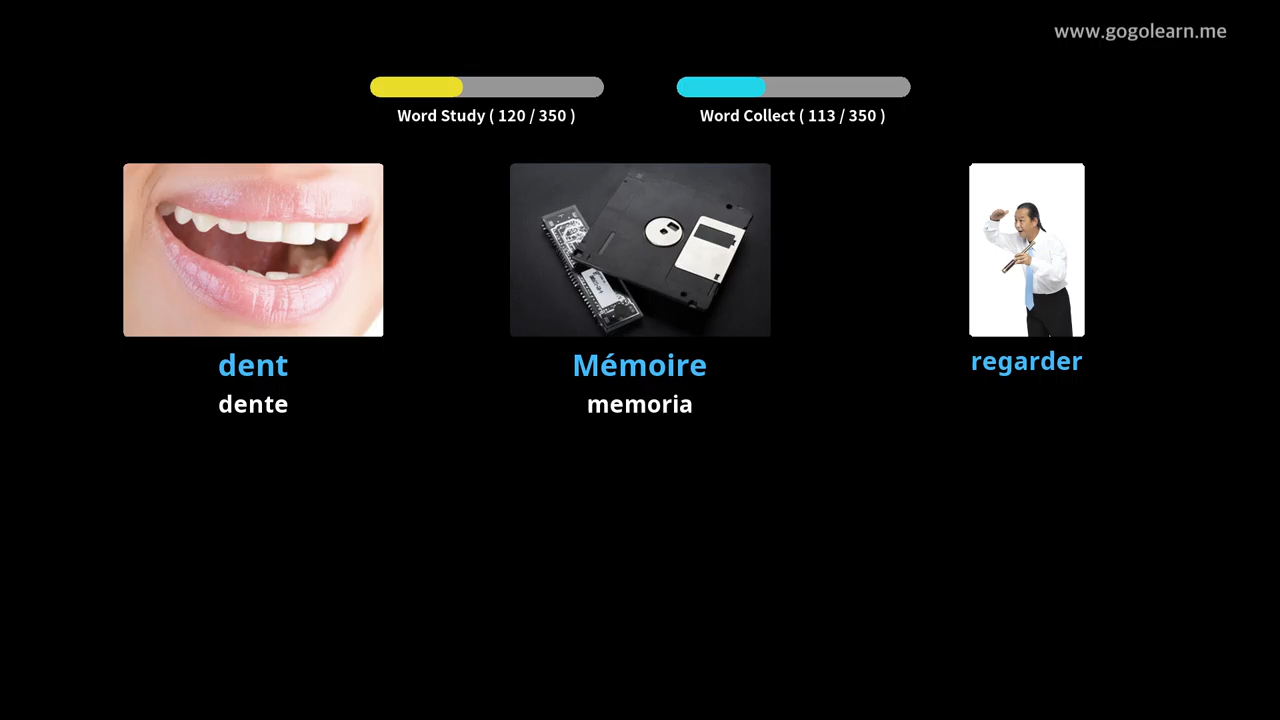 www.gogolearn.me
Word Study ( 120 / 350 )
Word Collect ( 113 / 350 )
dent
Mémoire
regarder
dente
memoria